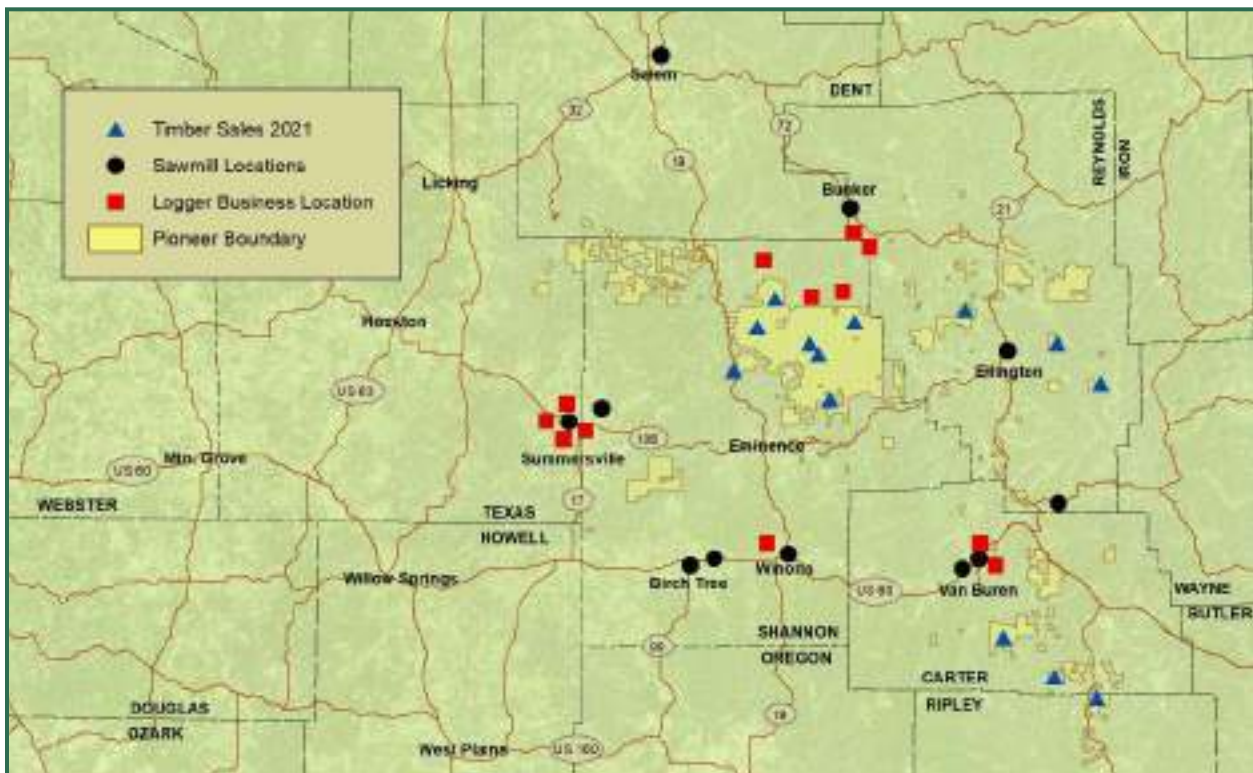 Salem
DENT
Timber Sales 2021
32
72
REYNOLDS
IRON
19
Sawmill Locations
Licking
Bunker
Logger Business Location
21
Pioneer Boundary
Houston
Ellington
US 63
Summersville
Eminence
Mtn. Grove
US 60
WEBSTER
17
TEXAS
HOWELL
Willow Springs
Birch Tree
Winona
US 60
Van Buren
WAYNE
BUTLER
SHANNON
OREGON
99
CARTER
RIPLEY
DOUGLAS
OZARK
19
West Plains
US 160